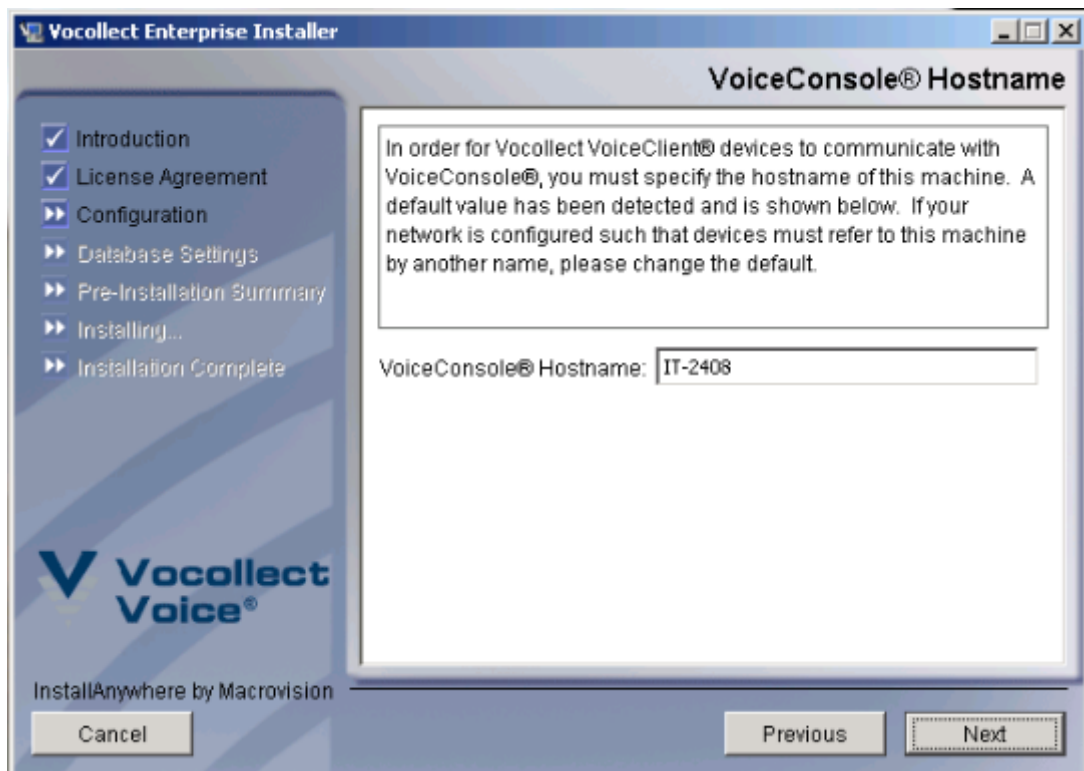 Vocollect Enterprise Installer
VoiceConsole® Hostname
Introduction
License Agreement
Configuration
Database Settings
Pre-Installation Summary
Installing...
Installation Complete
In order for Vocollect VoiceClient® devices to communicate with
VoiceConsole®, you must specify the hostname of this machine. A
default value has been detected and is shown below. If your
network is configured such that devices must refer to this machine
by another name, please change the default.
VoiceConsole® Hostname: IT-2408
Vocollect
Voice®
InstallAnywhere by Macrovision
Cancel
Previous
Next